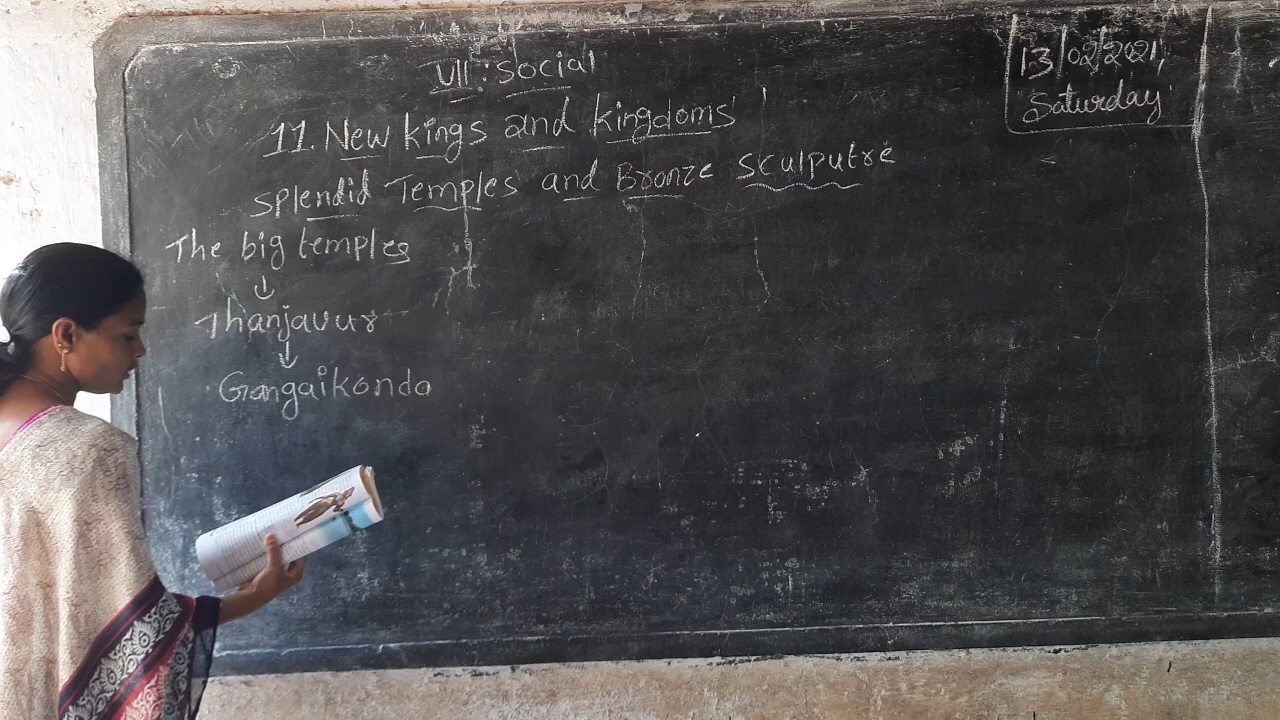 VII : Social
13/02/2021,
Saturday
11. New kings and kingdoms
Splendid Temples and Bronze Sculputre
The big temples
Thanjavur
Gangaikonda